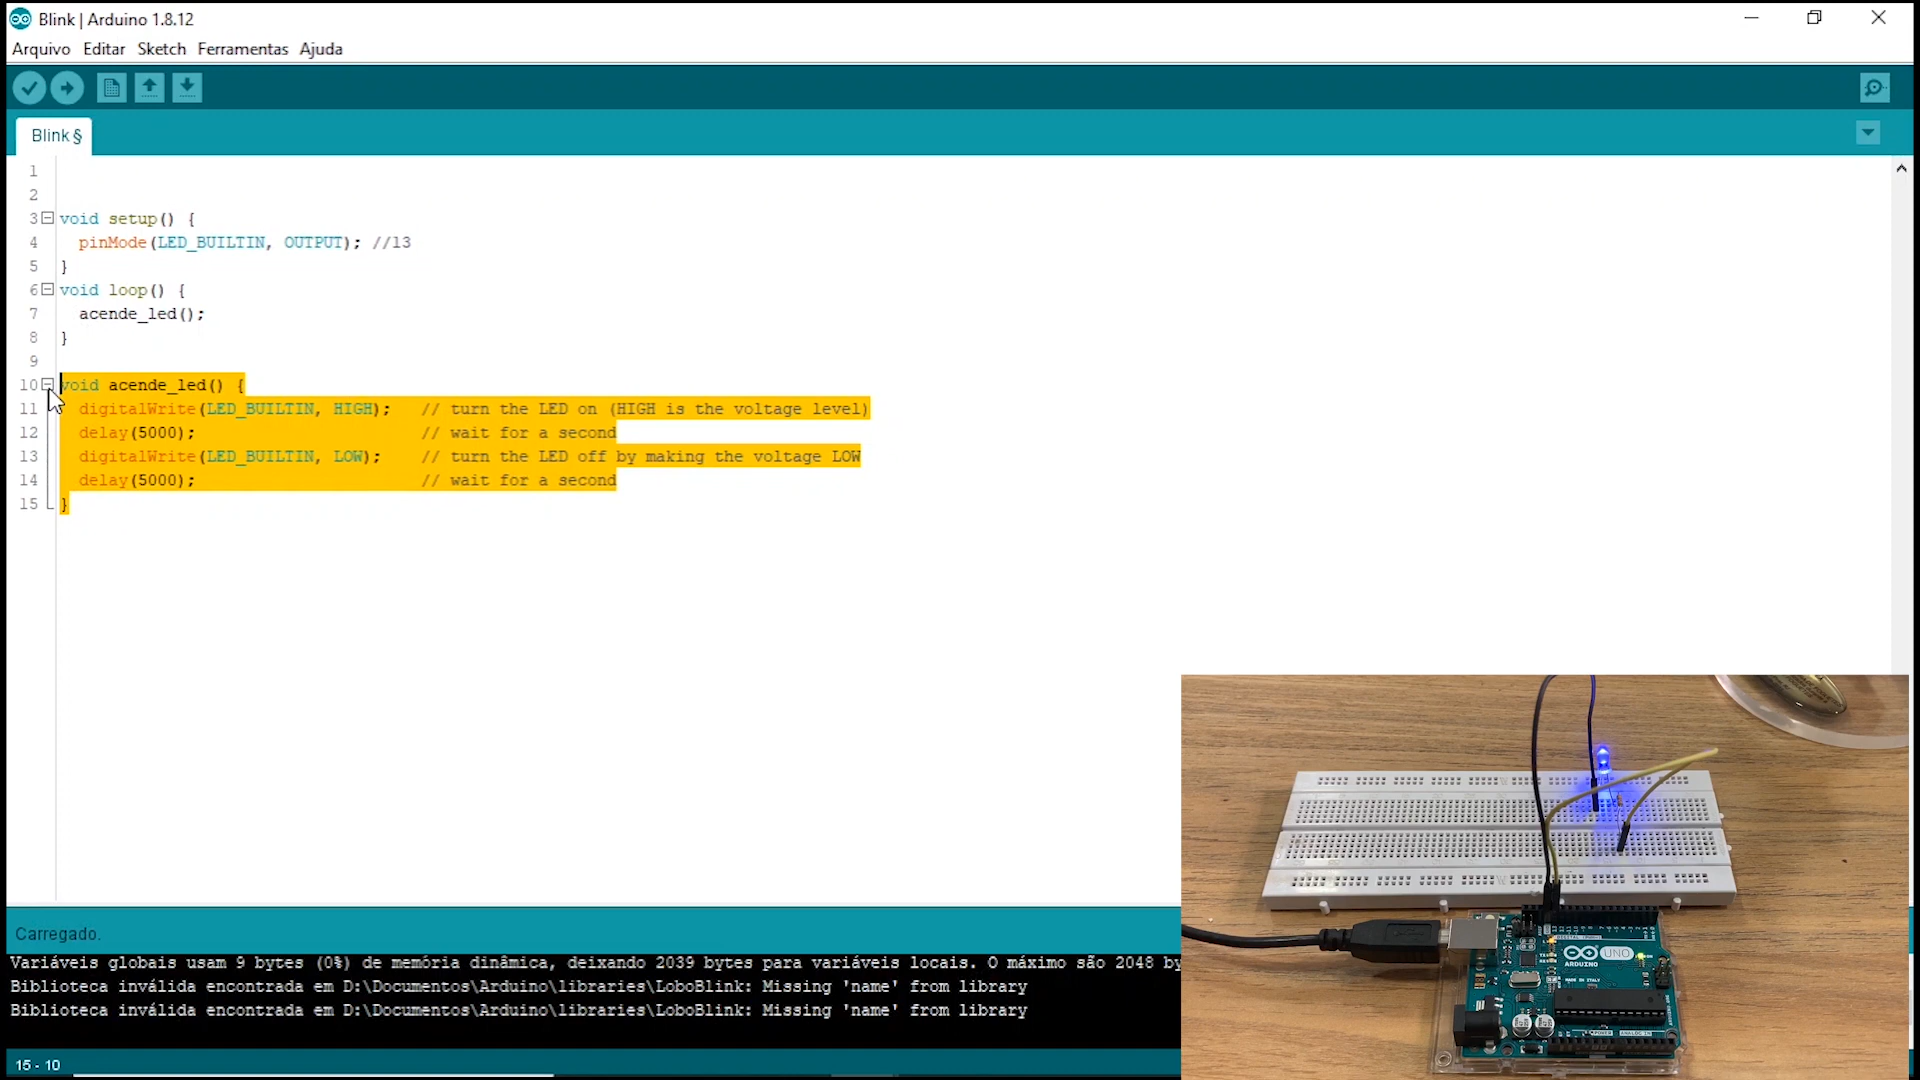 Blink | Arduino 1.8.12
Arquivo Editar Sketch Ferramentas Ajuda
Blink §
1
2
3 void setup() {
4 pinMode(LED_BUILTIN, OUTPUT); //13
5 }
6 void loop() {
7 acende_led();
8 }
9
10 void acende_led() {
11 digitalWrite(LED_BUILTIN, HIGH); // turn the LED on (HIGH is the voltage level)
12 delay(5000); // wait for a second
13 digitalWrite(LED_BUILTIN, LOW); // turn the LED off by making the voltage LOW
14 delay(5000); // wait for a second
15 }
Carregado.
Variáveis globais usam 9 bytes (0%) de memória dinâmica, deixando 2039 bytes para variáveis locais. O máximo são 2048 by
Biblioteca inválida encontrada em D:\Documentos\Arduino\libraries\LoboBlink: Missing 'name' from library
Biblioteca inválida encontrada em D:\Documentos\Arduino\libraries\LoboBlink: Missing 'name' from library
15 - 10
UNO
ARDUINO